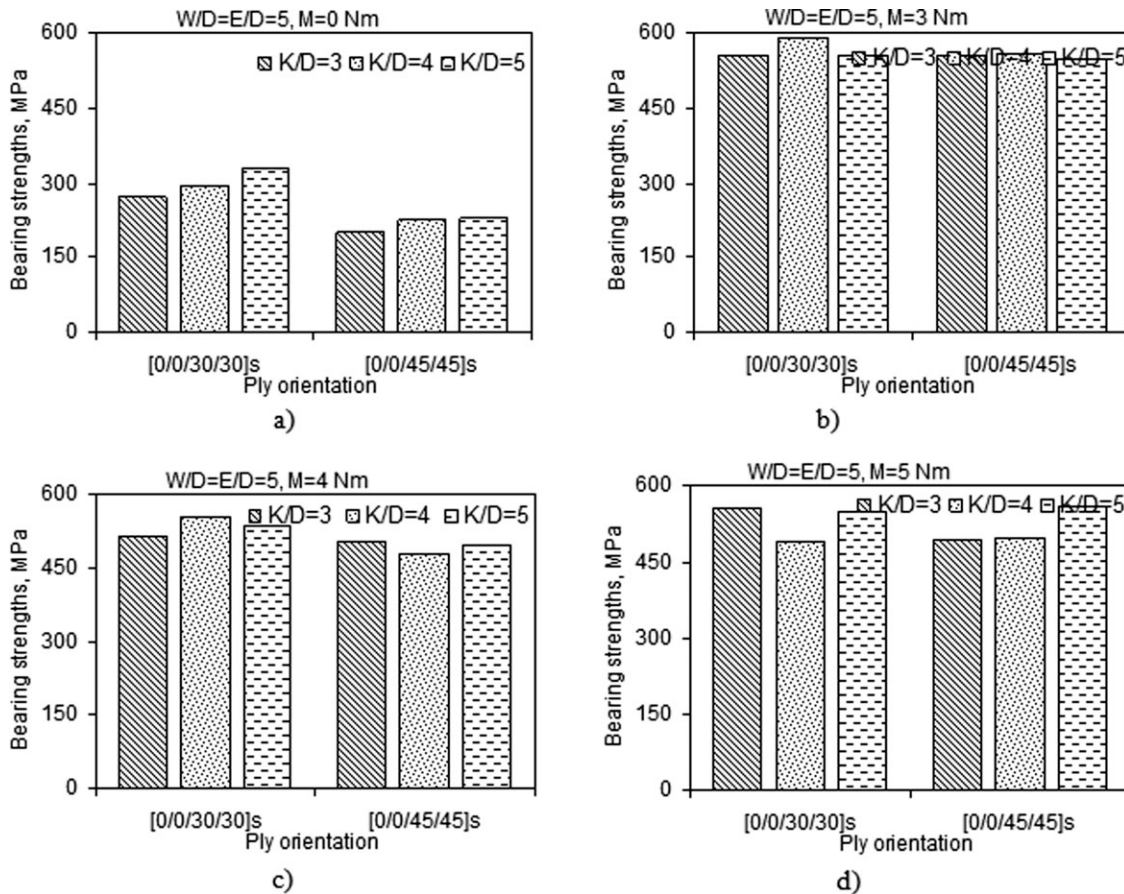 W/D=E/D=5, M=0 Nm
600
K/D=3 K/D=4 K/D=5
450
300
150
0
Bearing strengths, MPa
[0/0/30/30]s [0/0/45/45]s
Ply orientation
a)
W/D=E/D=5, M=3 Nm
600
K/D=3 K/D=4 K/D=5
450
300
150
0
Bearing strengths, MPa
[0/0/30/30]s [0/0/45/45]s
Ply orientation
b)
W/D=E/D=5, M=4 Nm
600
K/D=3 K/D=4 K/D=5
450
300
150
0
Bearing strengths, MPa
[0/0/30/30]s [0/0/45/45]s
Ply orientation
c)
W/D=E/D=5, M=5 Nm
600
K/D=3 K/D=4 K/D=5
450
300
150
0
Bearing strengths, MPa
[0/0/30/30]s [0/0/45/45]s
Ply orientation
d)